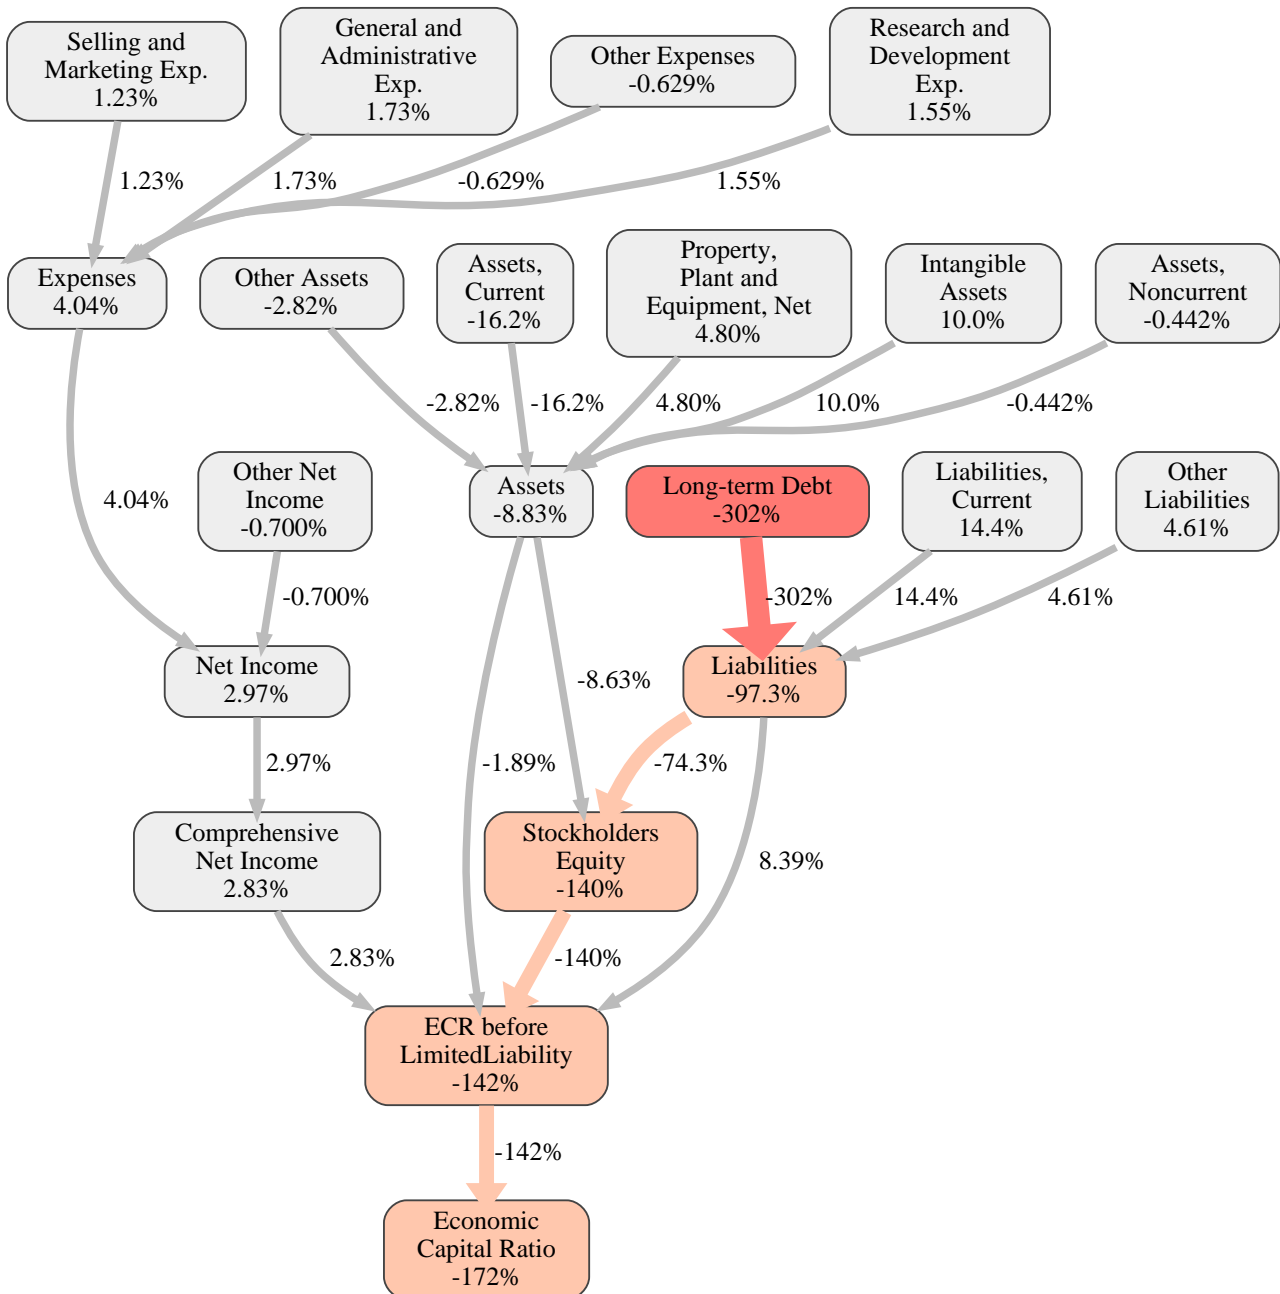 Selling and
Marketing Exp.
1.23%
General and
Administrative
Exp.
1.73%
Other Expenses
-0.629%
Research and
Development
Exp.
1.55%
1.23%
1.73%
-0.629%
1.55%
Expenses
4.04%
Other Assets
-2.82%
Assets,
Current
-16.2%
Property,
Plant and
Equipment, Net
4.80%
Intangible
Assets
10.0%
Assets,
Noncurrent
-0.442%
-2.82%
-16.2%
4.80%
10.0%
-0.442%
4.04%
Other Net
Income
-0.700%
Assets
-8.83%
Long-term Debt
-302%
Liabilities,
Current
14.4%
Other
Liabilities
4.61%
-0.700%
-302%
14.4%
4.61%
Net Income
2.97%
-8.63%
Liabilities
-97.3%
2.97%
-1.89%
-74.3%
8.39%
Comprehensive
Net Income
2.83%
Stockholders
Equity
-140%
2.83%
-140%
ECR before
LimitedLiability
-142%
-142%
Economic
Capital Ratio
-172%